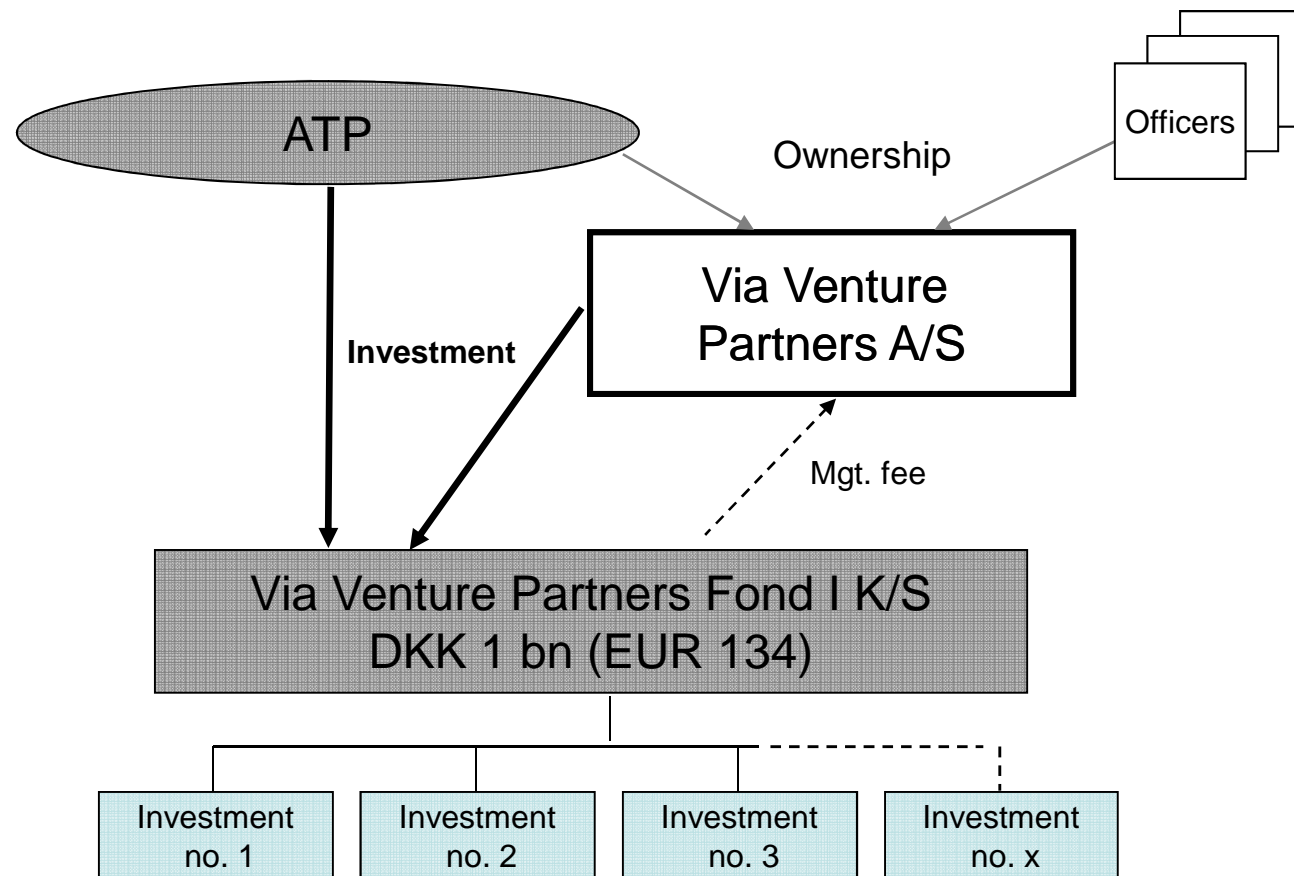 ATP
Officers
Ownership
Via Venture
Partners A/S
Investment
Mgt. fee
Via Venture Partners Fond I K/S
DKK 1 bn (EUR 134)
Investment
no. 1
Investment
no. 2
Investment
no. 3
Investment
no. x